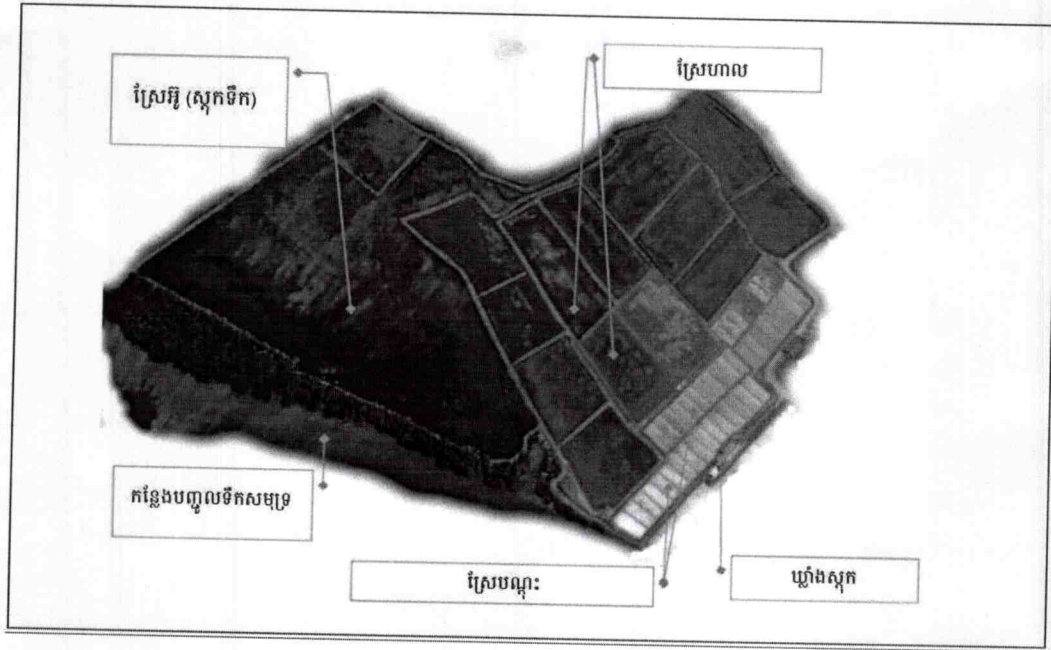 ស្រែហាល
ស្រែអ៊ូ (ស្តុកទឹក)
កន្លែងបញ្ចូលទឹកសមុទ្រ
ស្រែបណ្តុះ
ឃ្លាំងស្តុក